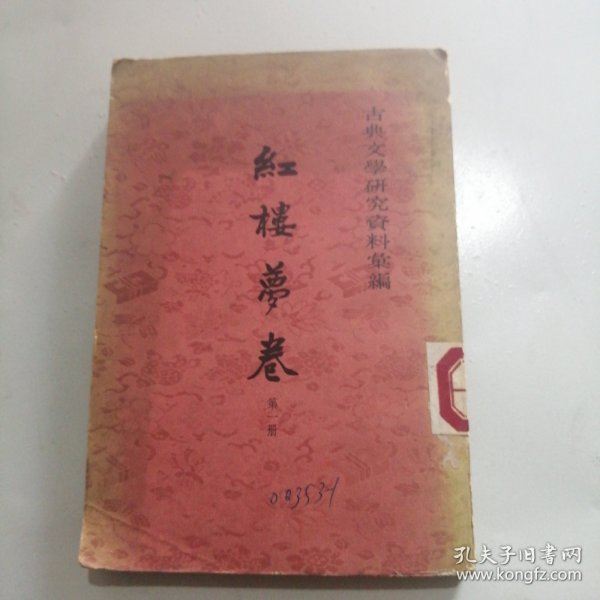 古典文學研究資料彙編
紅樓夢卷
第一册
003534
孔夫子旧书网
www.kongfz.com